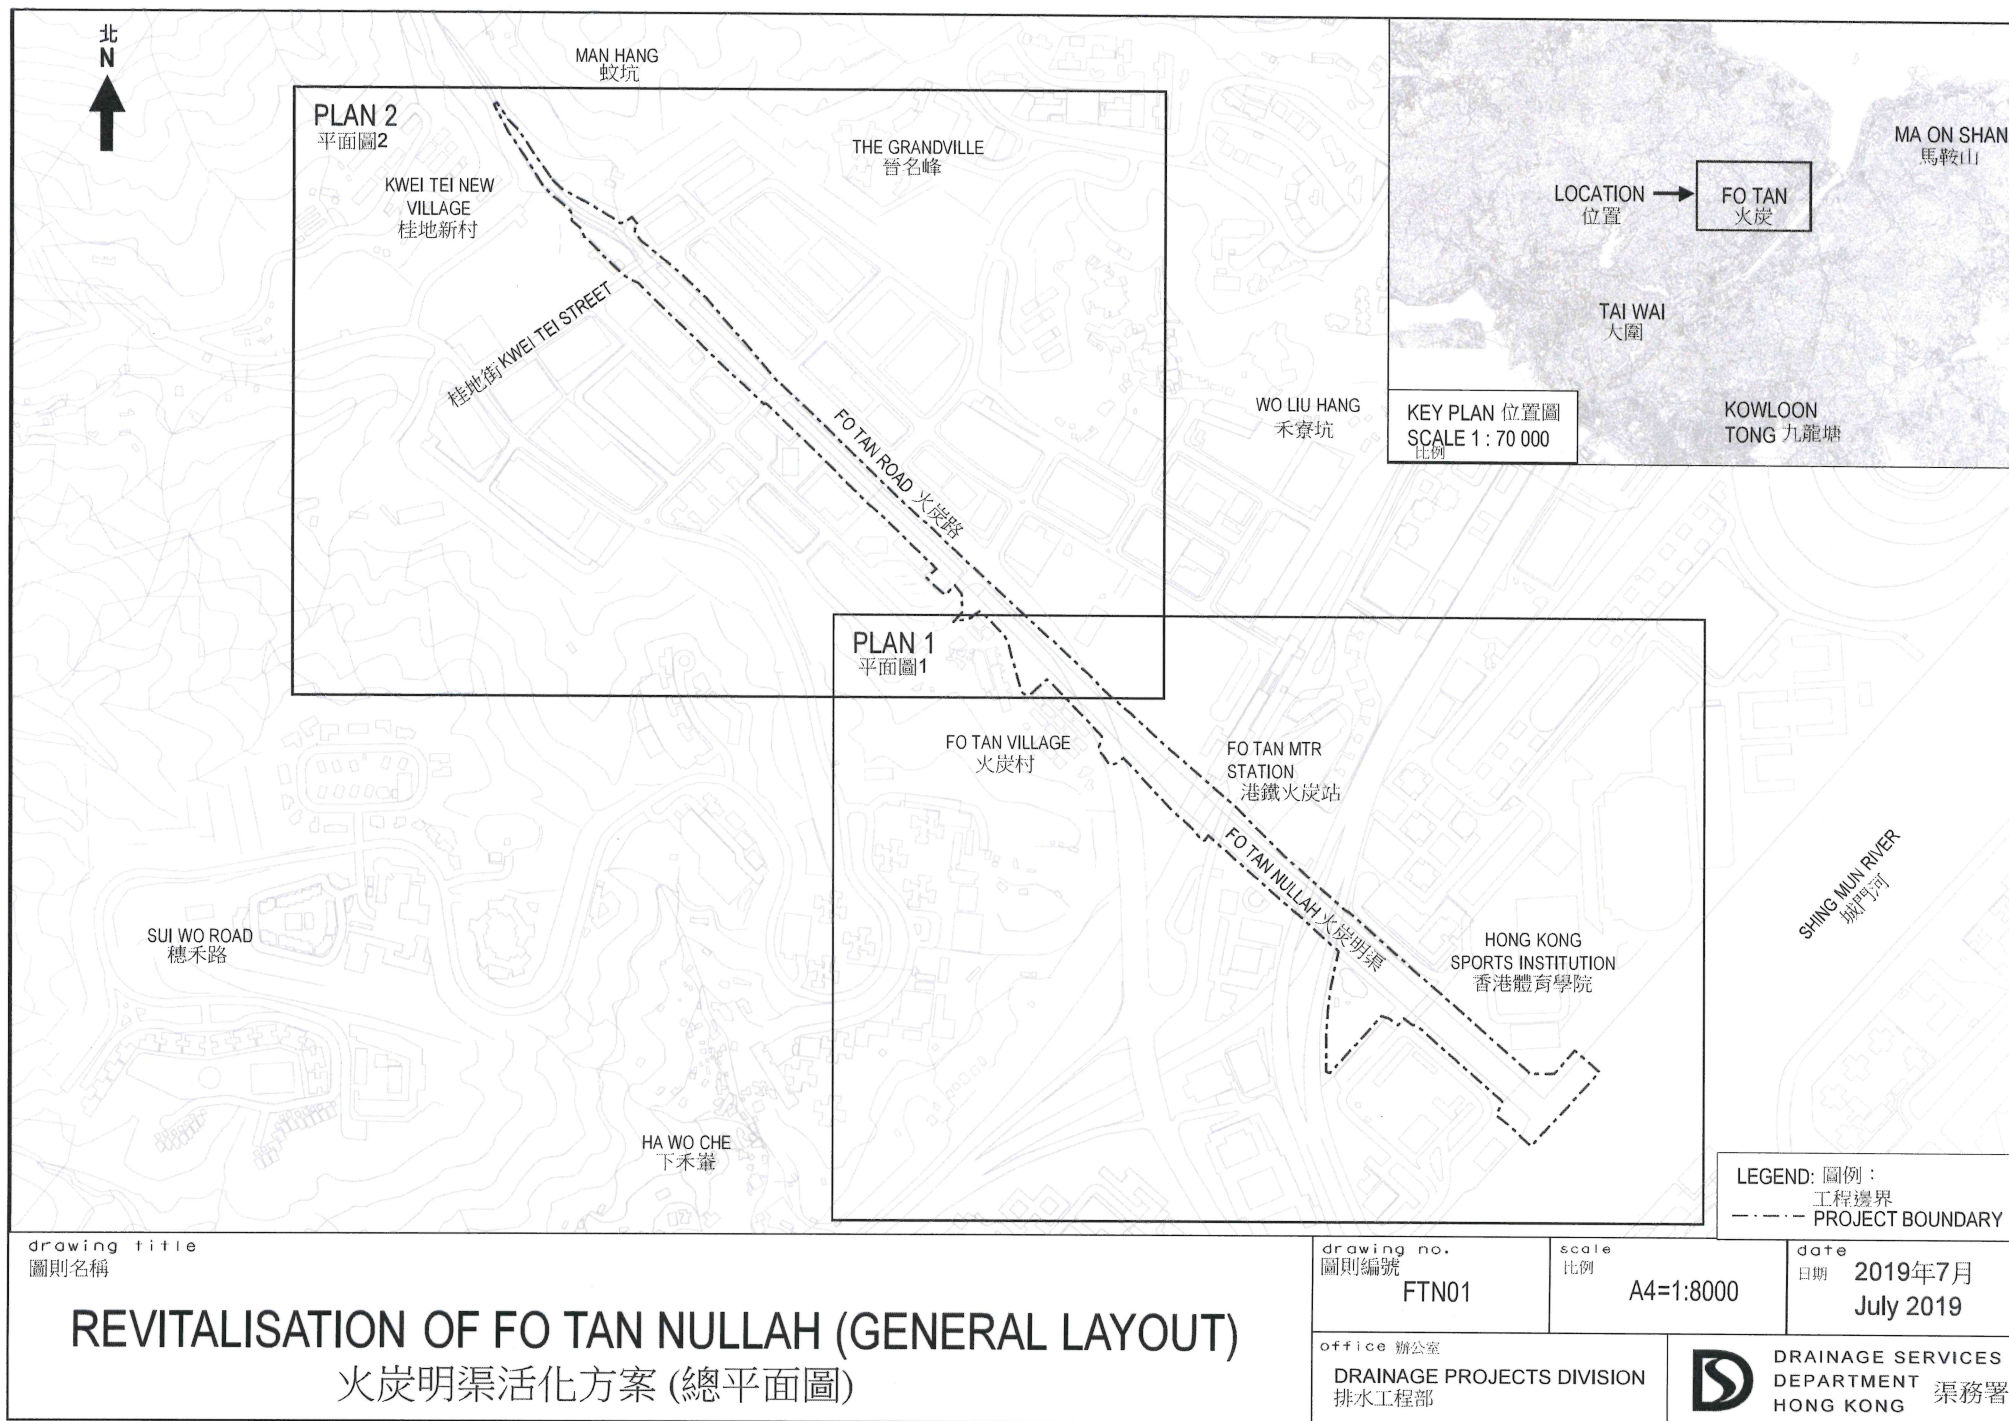 北
N
MAN HANG
蚊坑
PLAN 2
平面圖2
KWEI TEI NEW
VILLAGE
桂地新村
THE GRANDVILLE
晉名峰
桂地街 KWEI TEI STREET
FO TAN ROAD 火炭路
WO LIU HANG
禾寮坑
MA ON SHAN
馬鞍山
LOCATION
位置
FO TAN
火炭
TAI WAI
大圍
KOWLOON
TONG 九龍塘
KEY PLAN 位置圖
SCALE 1 : 70 000
比例
PLAN 1
平面圖1
FO TAN VILLAGE
火炭村
FO TAN MTR
STATION
港鐵火炭站
FO TAN NULLAH 火炭明渠
HONG KONG
SPORTS INSTITUTION
香港體育學院
SHING MUN RIVER
城門河
SUI WO ROAD
穗禾路
HA WO CHE
下禾輋
LEGEND: 圖例：
工程邊界
PROJECT BOUNDARY
drawing title
圖則名稱
REVITALISATION OF FO TAN NULLAH (GENERAL LAYOUT)
火炭明渠活化方案 (總平面圖)
drawing no.
圖則編號
FTN01
scale
比例
A4=1:8000
date
日期 2019年7月
July 2019
office 辦公室
DRAINAGE PROJECTS DIVISION
排水工程部
DRAINAGE SERVICES
DEPARTMENT
HONG KONG 渠務署